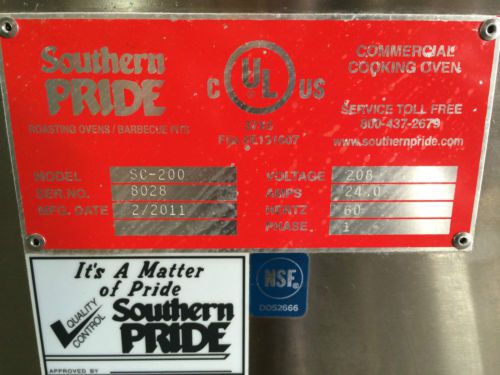 Southern
PRIDE
ROASTING OVENS / BARBECUE PITS
C UL US
COMMERCIAL
COOKING OVEN
SERVICE TOLL FREE
800-437-2679
www.southernpride.com
MODEL SC-200
SER.NO. 8028
MFG. DATE 2/2011
VOLTAGE 208
AMPS 24.0
HERTZ 60
PHASE 1
It's A Matter
of Pride
QUALITY
CONTROL
Southern
PRIDE
APPROVED BY
NSF
DO52666